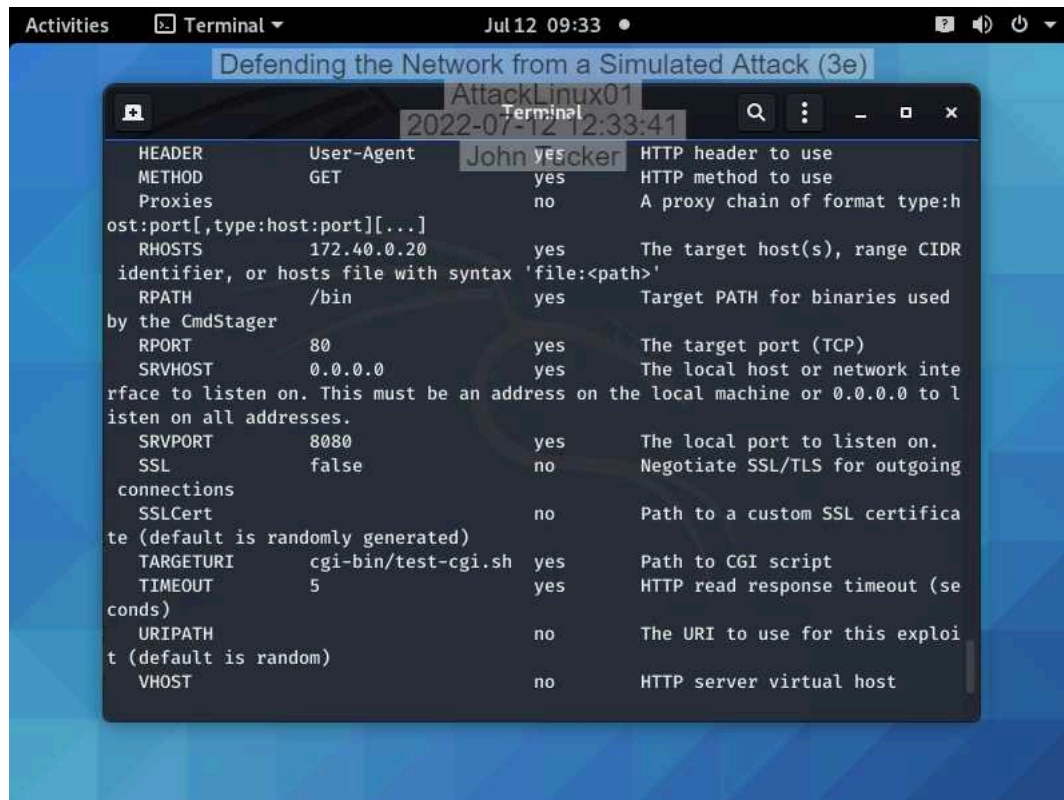 Activities Terminal Jul 12 09:33
Defending the Network from a Simulated Attack (3e)
AttackLinux01
Terminal
2022-07-12 12:33:41
John Tucker
HEADER User-Agent yes HTTP header to use
METHOD GET yes HTTP method to use
Proxies no A proxy chain of format type:h
ost:port[,type:host:port][...]
RHOSTS 172.40.0.20 yes The target host(s), range CIDR
identifier, or hosts file with syntax 'file:<path>'
RPATH /bin yes Target PATH for binaries used
by the CmdStager
RPORT 80 yes The target port (TCP)
SRVHOST 0.0.0.0 yes The local host or network inte
rface to listen on. This must be an address on the local machine or 0.0.0.0 to l
isten on all addresses.
SRVPORT 8080 yes The local port to listen on.
SSL false no Negotiate SSL/TLS for outgoing
connections
SSLCert no Path to a custom SSL certifica
te (default is randomly generated)
TARGETURI cgi-bin/test-cgi.sh yes Path to CGI script
TIMEOUT 5 yes HTTP read response timeout (se
conds)
URIPATH no The URI to use for this exploi
t (default is random)
VHOST no HTTP server virtual host